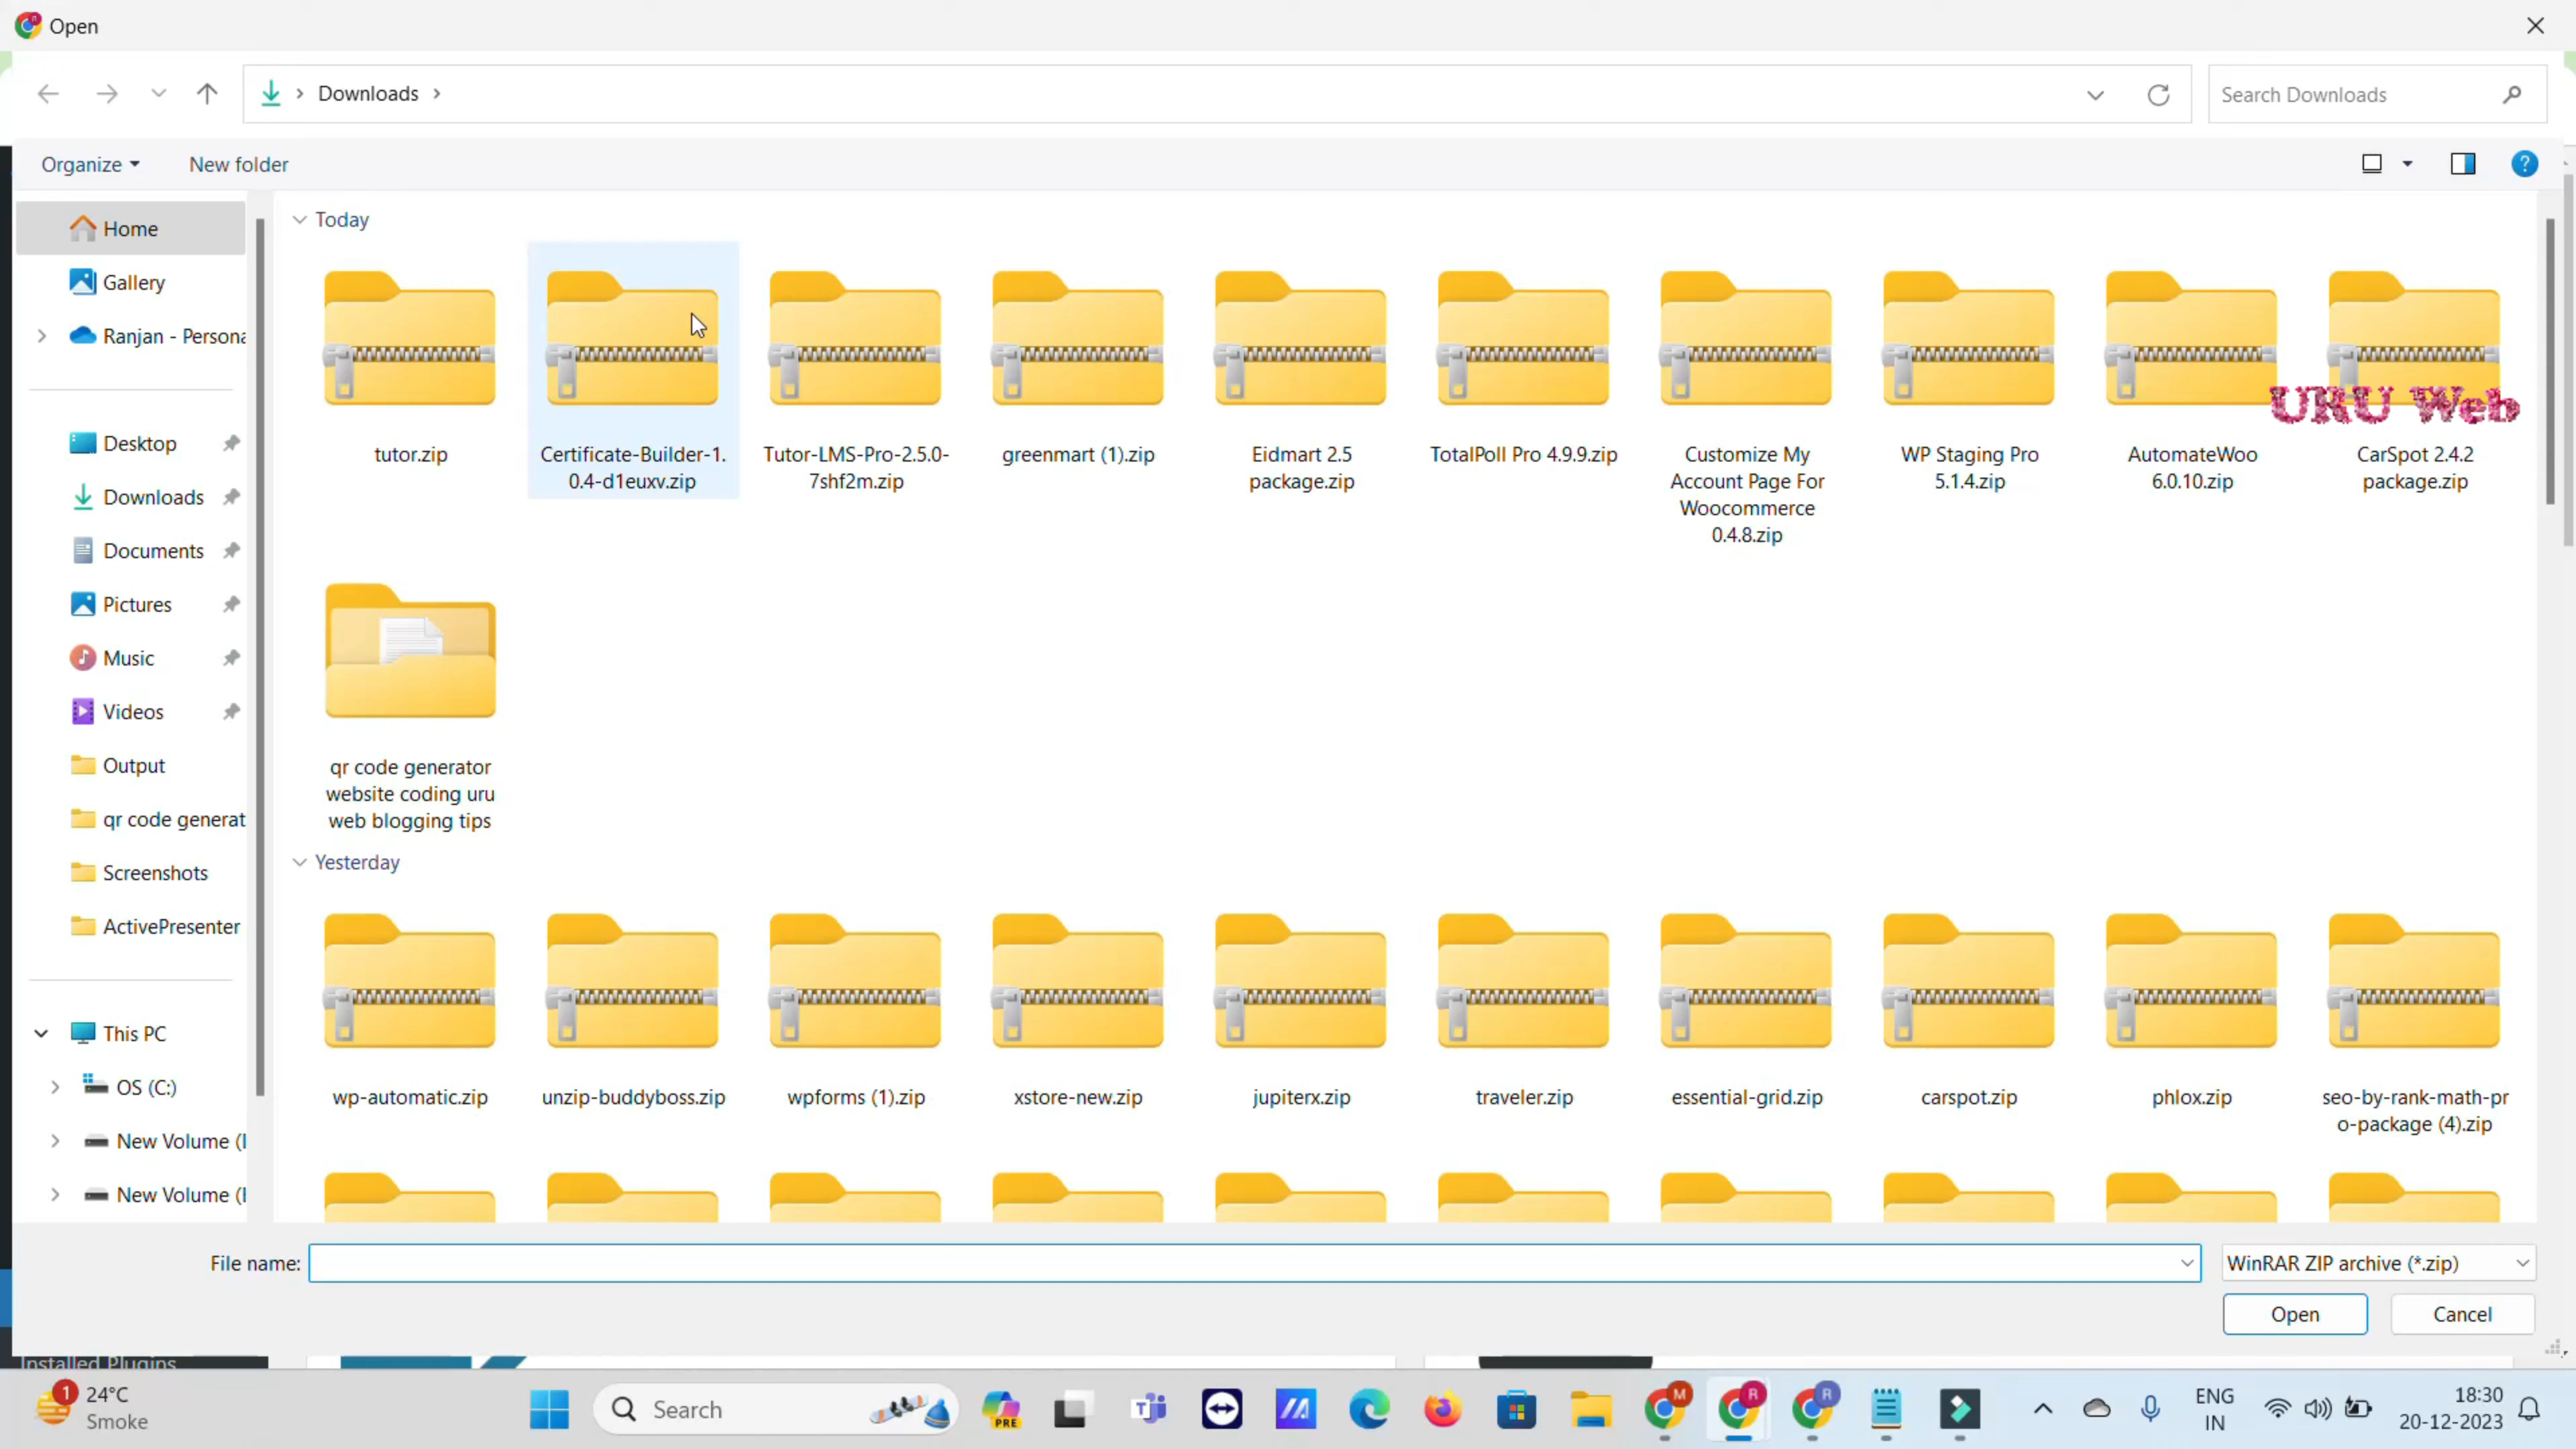 Open
Downloads
Search Downloads
Organize
New folder
Home
Gallery
Ranjan - Persona
Desktop
Downloads
Documents
Pictures
Music
Videos
Output
qr code generat
Screenshots
ActivePresenter
This PC
OS (C:)
New Volume (
New Volume (
Today
tutor.zip
Certificate-Builder-1.
0.4-d1euxv.zip
Tutor-LMS-Pro-2.5.0-
7shf2m.zip
greenmart (1).zip
Eidmart 2.5
package.zip
TotalPoll Pro 4.9.9.zip
Customize My
Account Page For
Woocommerce
0.4.8.zip
WP Staging Pro
5.1.4.zip
AutomateWoo
6.0.10.zip
URU Web
CarSpot 2.4.2
package.zip
qr code generator
website coding uru
web blogging tips
Yesterday
wp-automatic.zip
unzip-buddyboss.zip
wpforms (1).zip
xstore-new.zip
jupiterx.zip
traveler.zip
essential-grid.zip
carspot.zip
phlox.zip
seo-by-rank-math-pr
o-package (4).zip
File name:
WinRAR ZIP archive (*.zip)
Open
Cancel
Installed Plugins
1
24°C
Smoke
Search
PRE
M
R
R
ENG
IN
18:30
20-12-2023